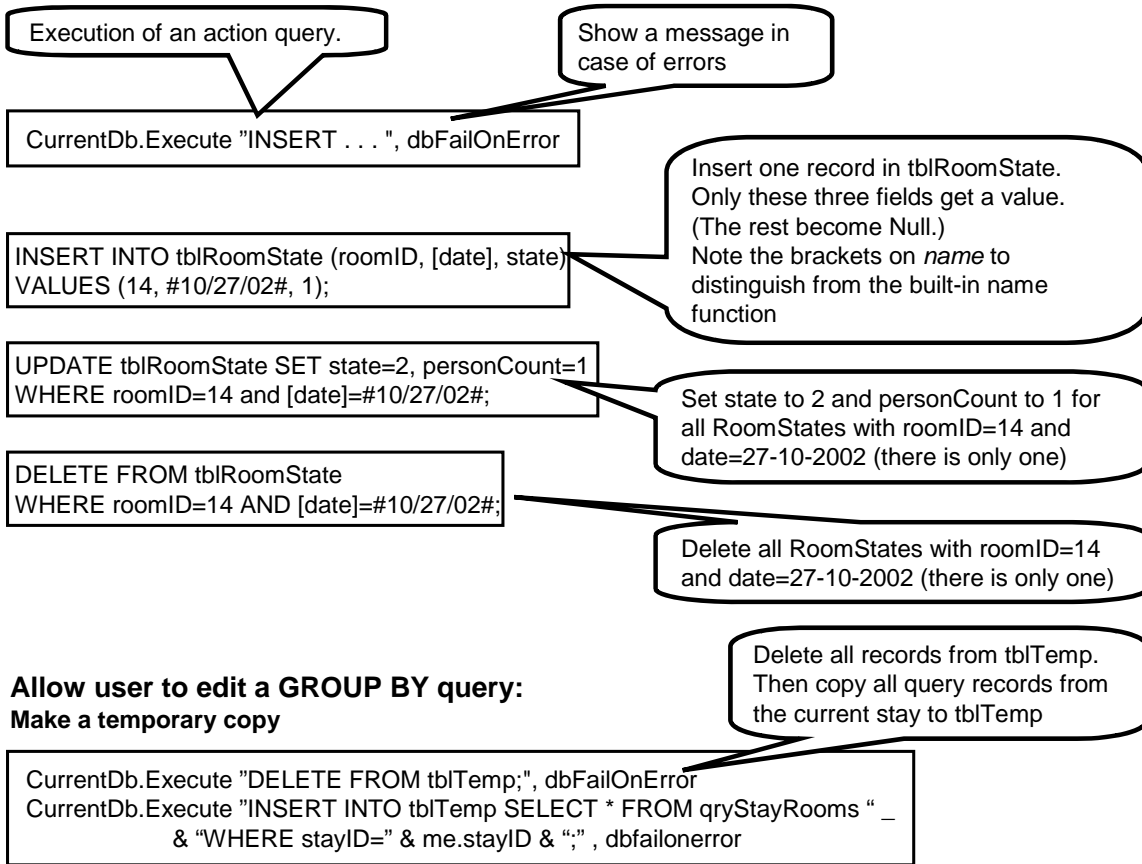 Execution of an action query.
Show a message in
case of errors
CurrentDb.Execute ”INSERT . . . ", dbFailOnError
Insert one record in tblRoomState.
Only these three fields get a value.
(The rest become Null.)
Note the brackets on name to
distinguish from the built-in name
function
INSERT INTO tblRoomState (roomID, [date], state)
VALUES (14, #10/27/02#, 1);
UPDATE tblRoomState SET state=2, personCount=1
WHERE roomID=14 and [date]=#10/27/02#;
Set state to 2 and personCount to 1 for
all RoomStates with roomID=14 and
date=27-10-2002 (there is only one)
DELETE FROM tblRoomState
WHERE roomID=14 AND [date]=#10/27/02#;
Delete all RoomStates with roomID=14
and date=27-10-2002 (there is only one)
Delete all records from tblTemp.
Then copy all query records from
the current stay to tblTemp
Allow user to edit a GROUP BY query:
Make a temporary copy
CurrentDb.Execute ”DELETE FROM tblTemp;", dbFailOnError
CurrentDb.Execute "INSERT INTO tblTemp SELECT * FROM qryStayRooms “ _
& “WHERE stayID=” & me.stayID & “;” , dbfailonerror